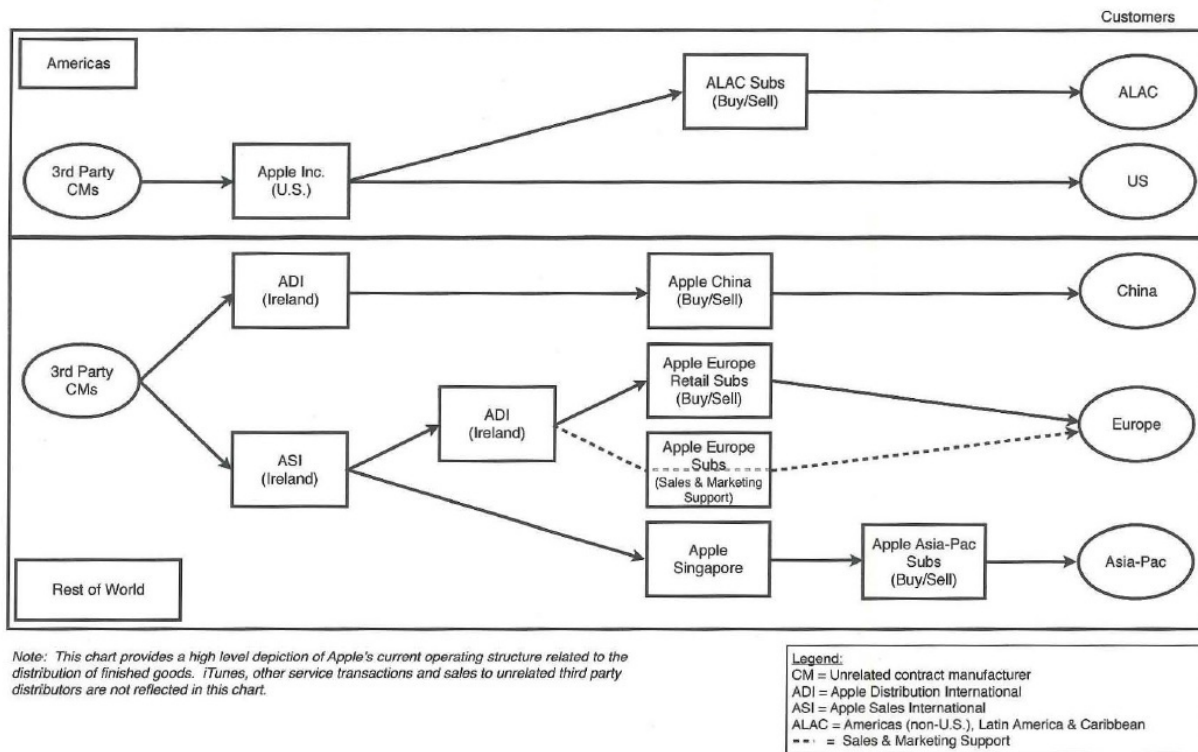 Customers
Americas
ALAC Subs
(Buy/Sell)
ALAC
3rd Party
CMs
Apple Inc.
(U.S.)
US
ADI
(Ireland)
Apple China
(Buy/Sell)
China
3rd Party
CMs
Apple Europe
Retail Subs
(Buy/Sell)
ADI
(Ireland)
Europe
Apple Europe
Subs
(Sales & Marketing
Support)
ASI
(Ireland)
Apple
Singapore
Apple Asia-Pac
Subs
(Buy/Sell)
Asia-Pac
Rest of World
Note: This chart provides a high level depiction of Apple's current operating structure related to the
distribution of finished goods. iTunes, other service transactions and sales to unrelated third party
distributors are not reflected in this chart.
Legend:
CM = Unrelated contract manufacturer
ADI = Apple Distribution International
ASI = Apple Sales International
ALAC = Americas (non-U.S.), Latin America & Caribbean
---- = Sales & Marketing Support